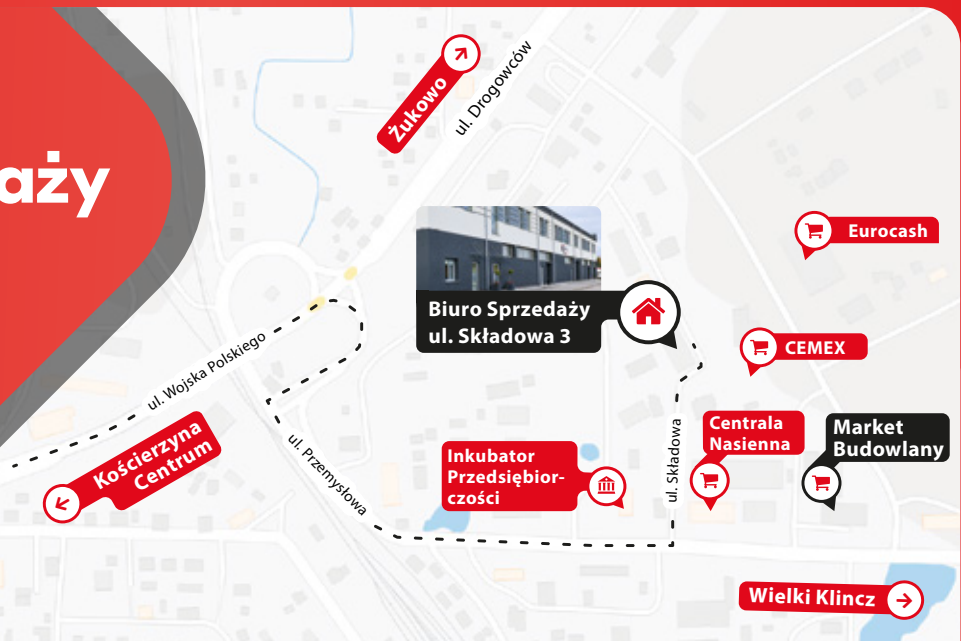 aży
Żukowo
ul. Drogowców
Eurocash
Biuro Sprzedaży
ul. Składowa 3
CEMEX
ul. Wojska Polskiego
Kościerzyna
Centrum
ul. Przemysłowa
Inkubator
Przedsiębior-
czości
ul. Składowa
Centrala
Nasienna
Market
Budowlany
Wielki Klincz